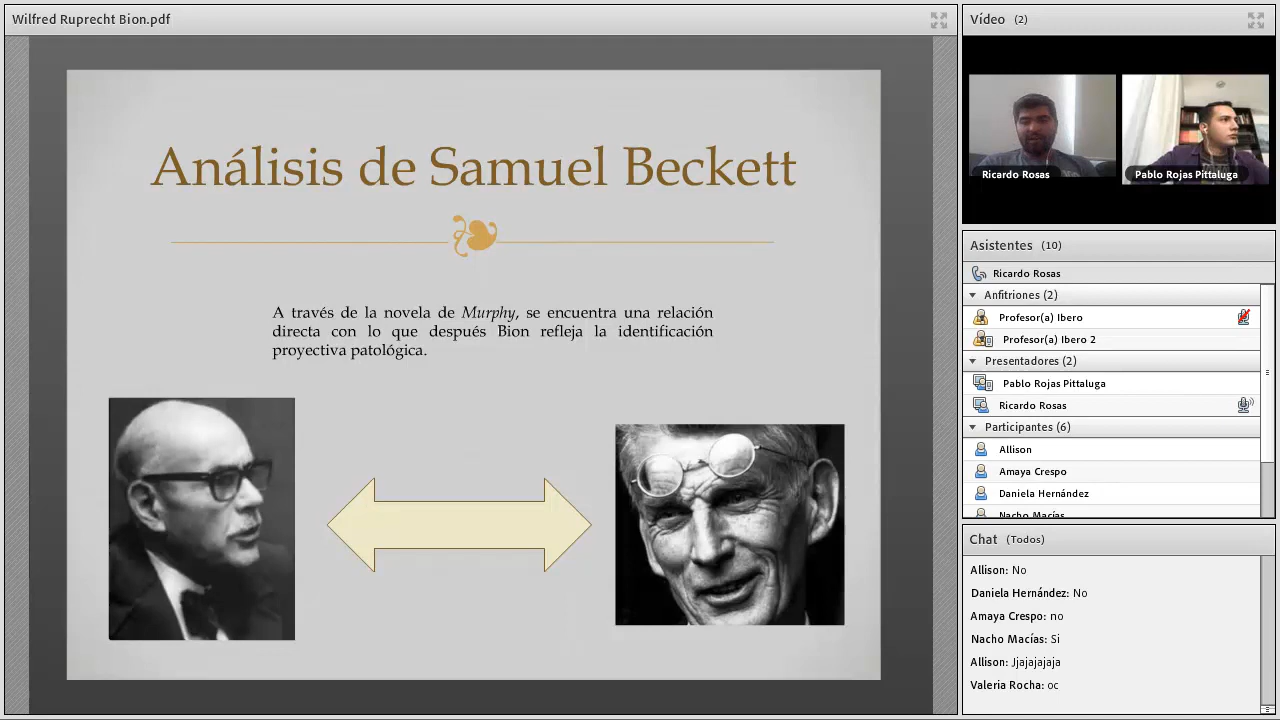 Wilfred Ruprecht Bion.pdf
Análisis de Samuel Beckett
A través de la novela de Murphy, se encuentra una relación
directa con lo que después Bion refleja la identificación
proyectiva patológica.
Vídeo (2)
Ricardo Rosas
Pablo Rojas Pittaluga
Asistentes (10)
Ricardo Rosas
Anfitriones (2)
Profesor(a) Ibero
Profesor(a) Ibero 2
Presentadores (2)
Pablo Rojas Pittaluga
Ricardo Rosas
Participantes (6)
Allison
Amaya Crespo
Daniela Hernández
Nacho Macías
Chat (Todos)
Allison: No
Daniela Hernández: No
Amaya Crespo: no
Nacho Macías: Si
Allison: Jjajajajaja
Valeria Rocha: oc